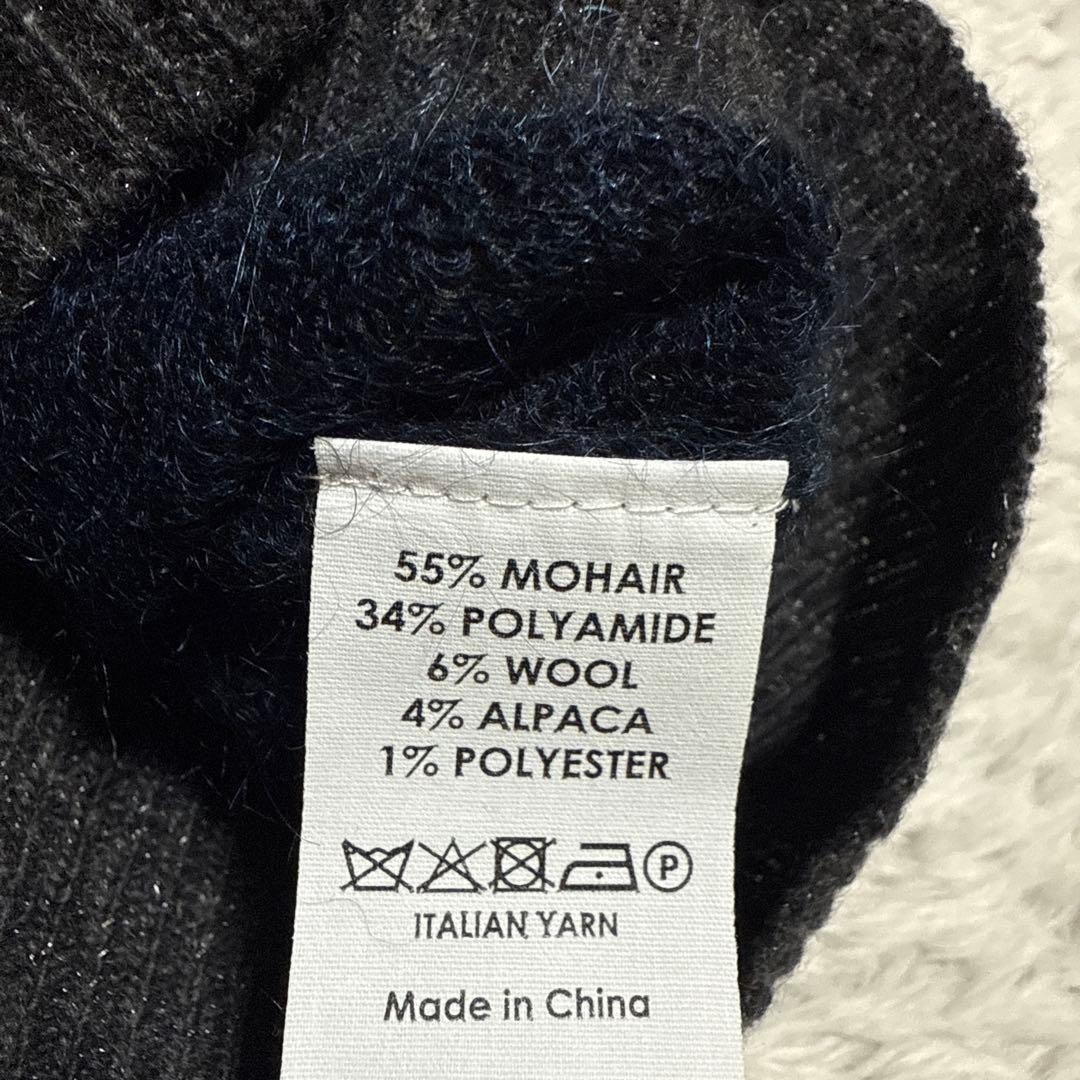 55% MOHAIR
34% POLYAMIDE
6% WOOL
4% ALPACA
1% POLYESTER
P
ITALIAN YARN
Made in China